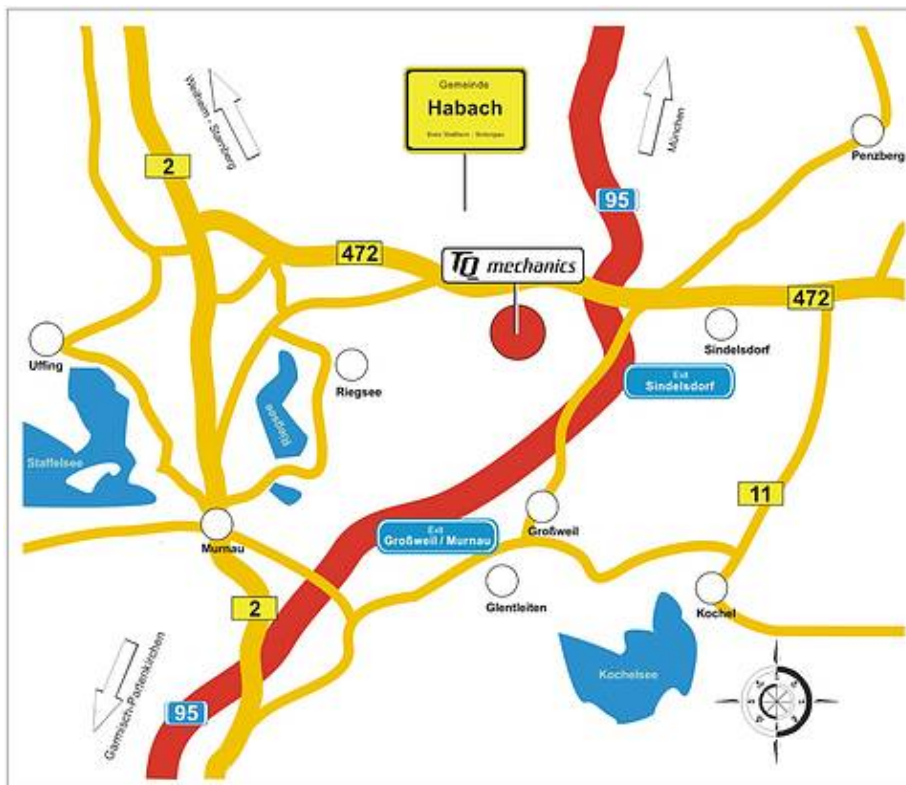 Gemeinde
Habach
Weilheim - Starnberg
München
2
Penzberg
95
472
TQ mechanics
472
Uffing
Riegsee
Sindelsdorf
Exit
Sindelsdorf
Riegsee
Staffelsee
11
Murnau
Exit
Großweil / Murnau
Großweil
Glentleiten
Kochel
2
Garmisch-Partenkirchen
Kochelsee
95